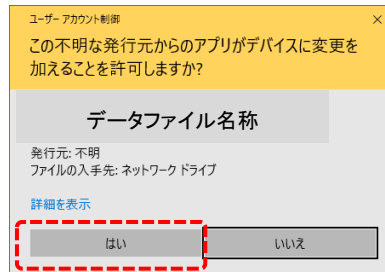 ユーザー アカウント制御
この不明な発行元からのアプリがデバイスに変更を
加えることを許可しますか?
データファイル名称
発行元: 不明
ファイルの入手先: ネットワーク ドライブ
詳細を表示
はい
いいえ